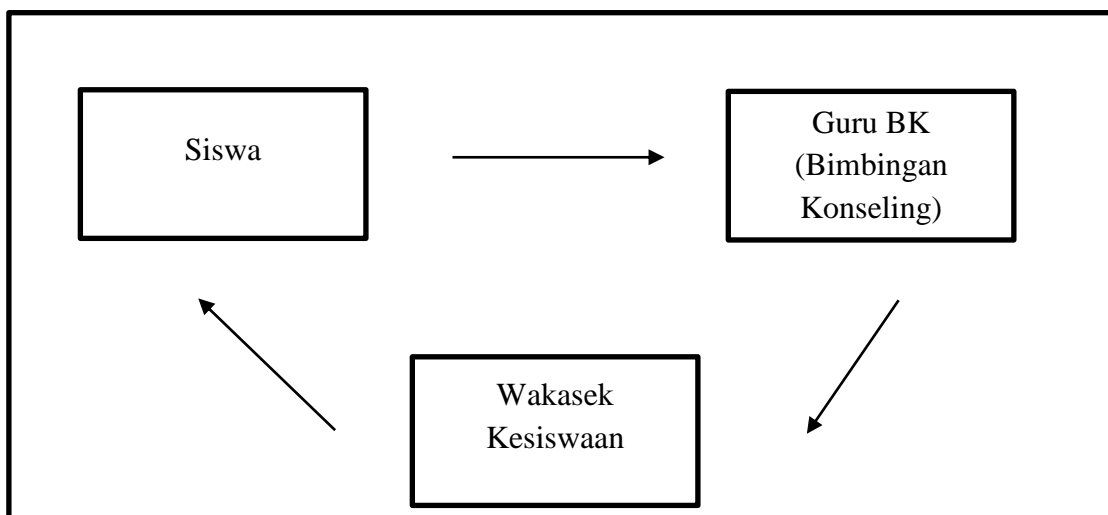 Siswa
Guru BK
(Bimbingan
Konseling)
Wakasek
Kesiswaan